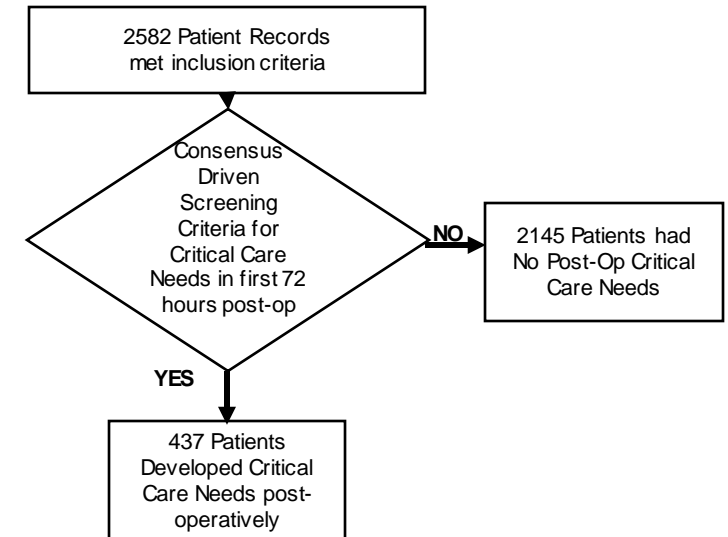 2582 Patient Records
met inclusion criteria
Consensus
Driven
Screening
Criteria for
Critical Care
Needs in first 72
hours post-op
NO
2145 Patients had
No Post-Op Critical
Care Needs
YES
437 Patients
Developed Critical
Care Needs post-
operatively